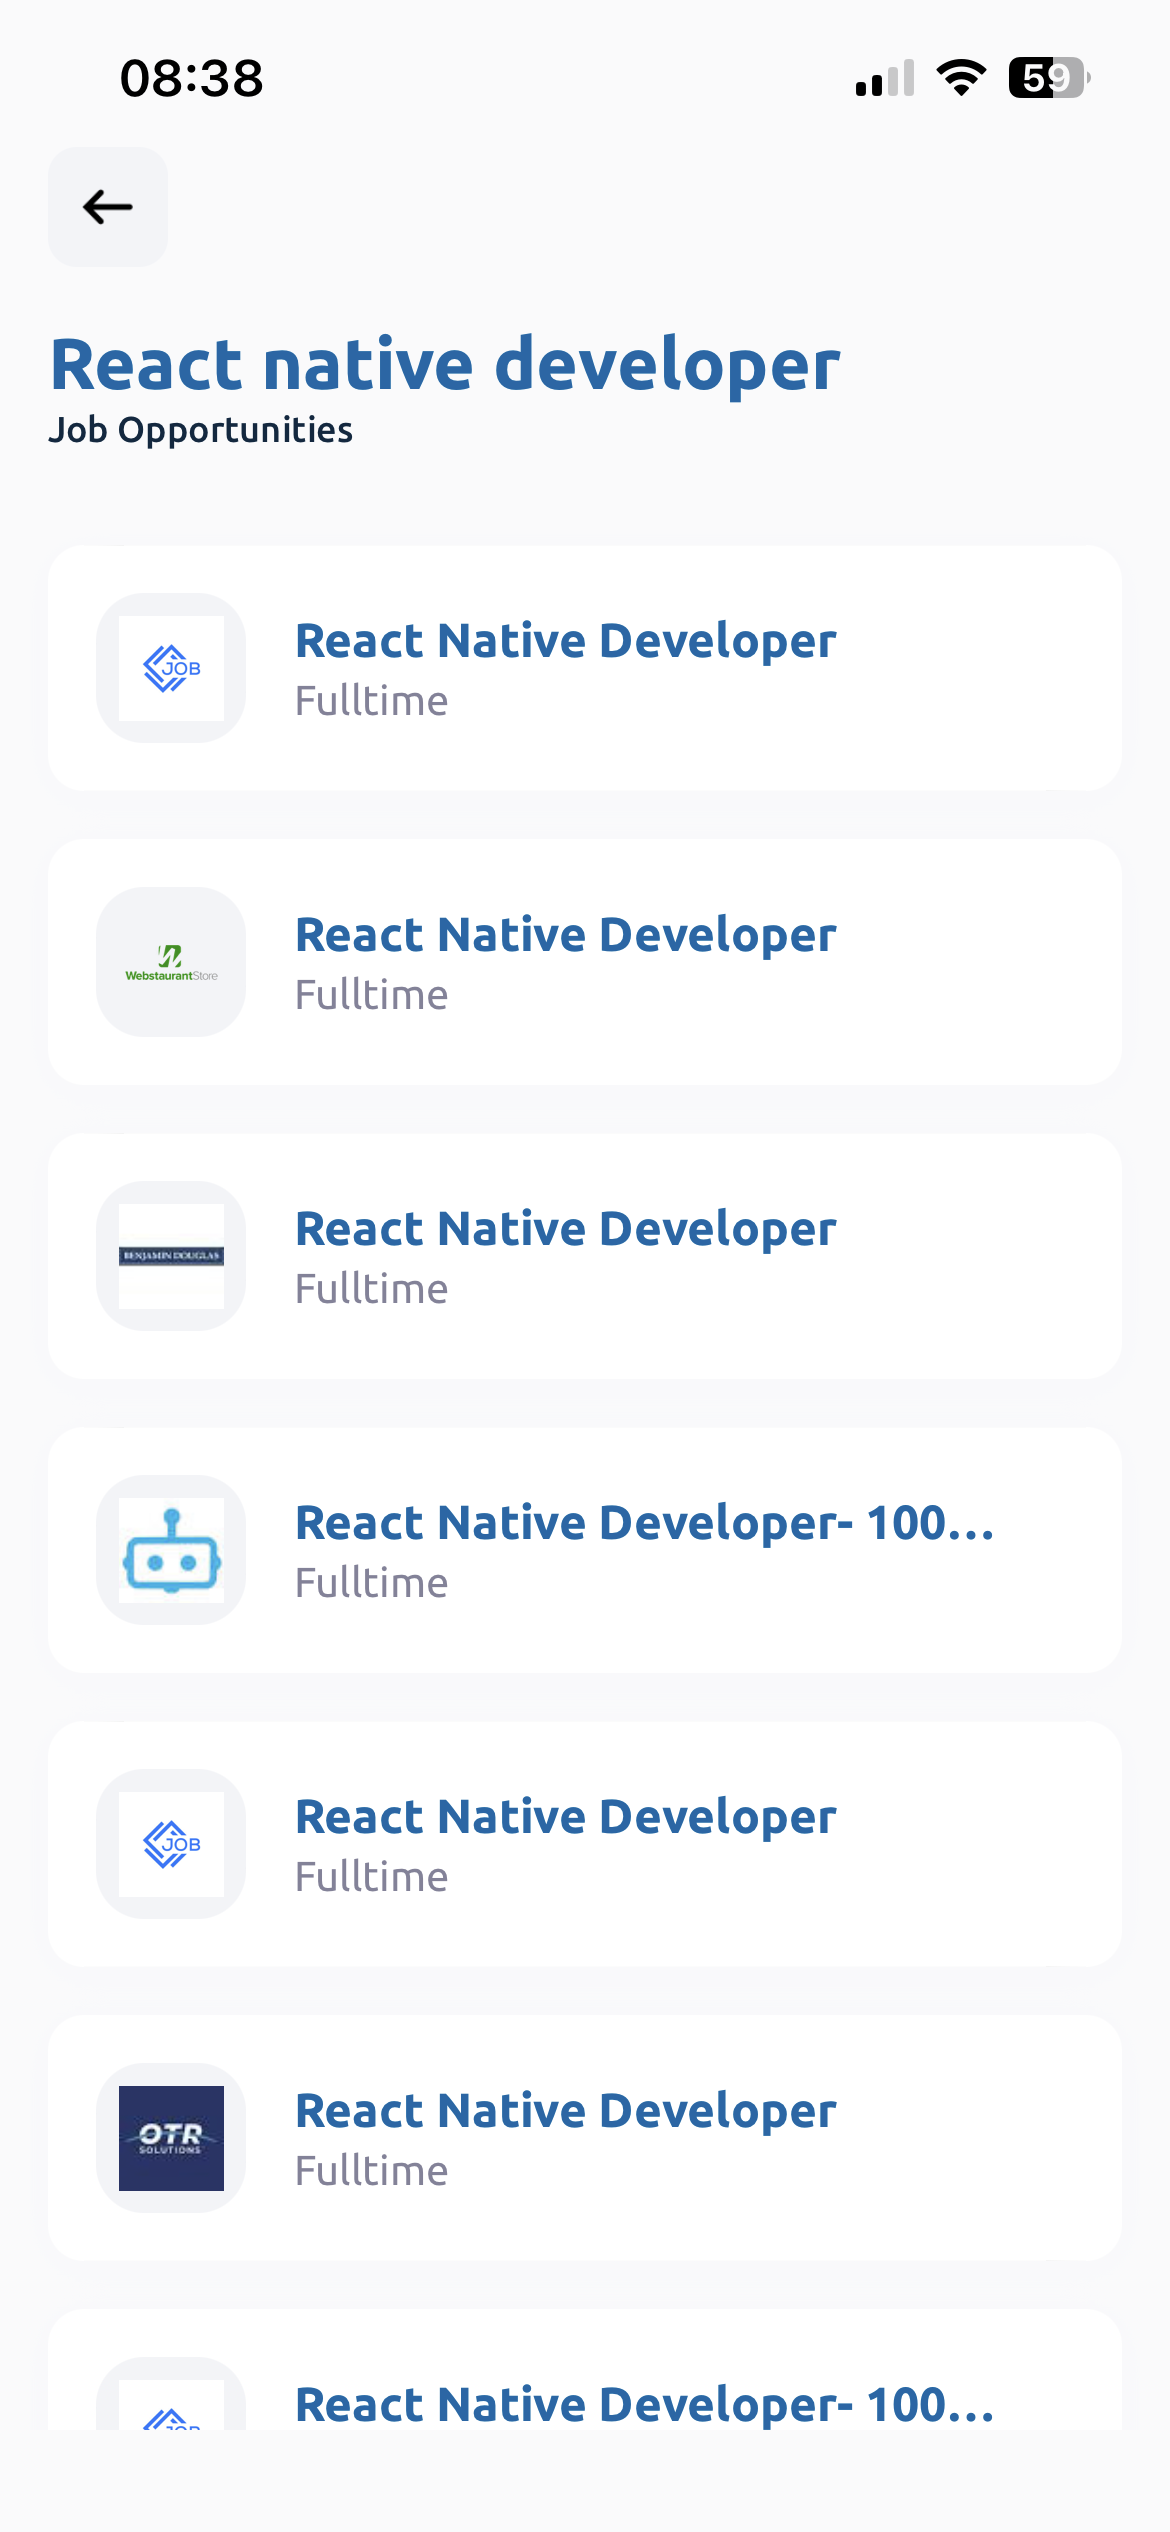 08:38
59
React native developer
Job Opportunities
JOB
React Native Developer
Fulltime
WebstaurantStore
React Native Developer
Fulltime
BENJAMIN DOUGLAS
React Native Developer
Fulltime
React Native Developer- 100...
Fulltime
JOB
React Native Developer
Fulltime
OTR
SOLUTIONS
React Native Developer
Fulltime
React Native Developer- 100...